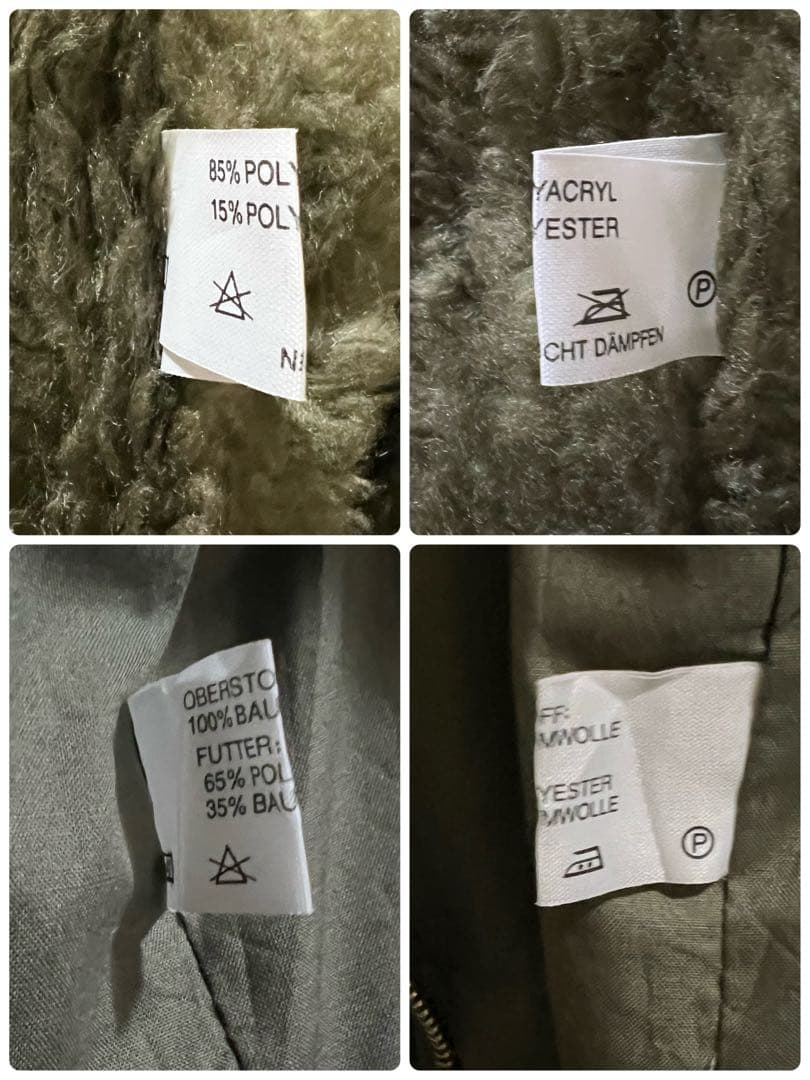 85% POLY
15% POLY
N
YACRYL
YESTER
P
CHT DÄMPFEN
OBERSTO
100% BAU
FUTTER:
65% POL
35% BAU
FF:
MWOLLE
YESTER
MWOLLE
P